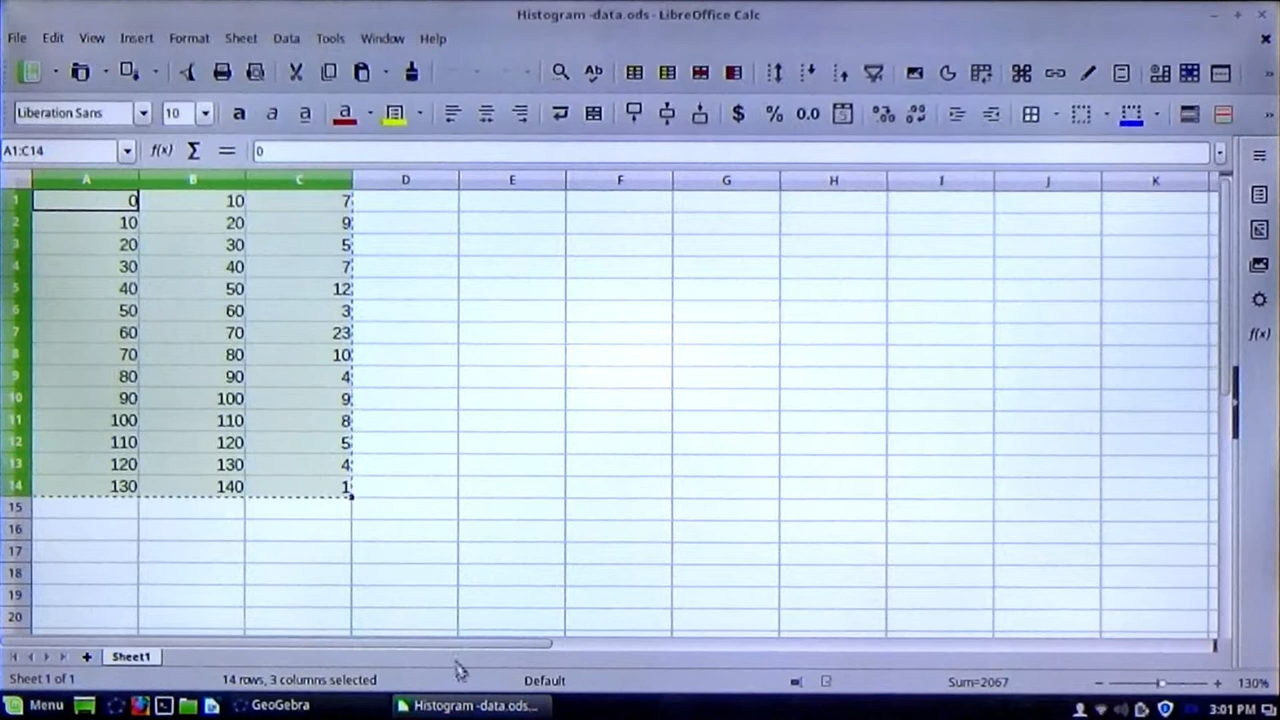 Histogram -data.ods - LibreOffice Calc
File Edit View Insert Format Sheet Data Tools Window Help
Liberation Sans 10 a a a a $ % 0.0
A1:C14 f(x) Σ = 0
A B C D E F G H I J K
1 0 10 7
2 10 20 9
3 20 30 5
4 30 40 7
5 40 50 12
6 50 60 3
7 60 70 23
8 70 80 10
9 80 90 4
10 90 100 9
11 100 110 8
12 110 120 5
13 120 130 4
14 130 140 1
15
16
17
18
19
20
Sheet1
Sheet 1 of 1 14 rows, 3 columns selected Default Sum=2067 130%
Menu GeoGebra Histogram -data.ods... 3:01 PM